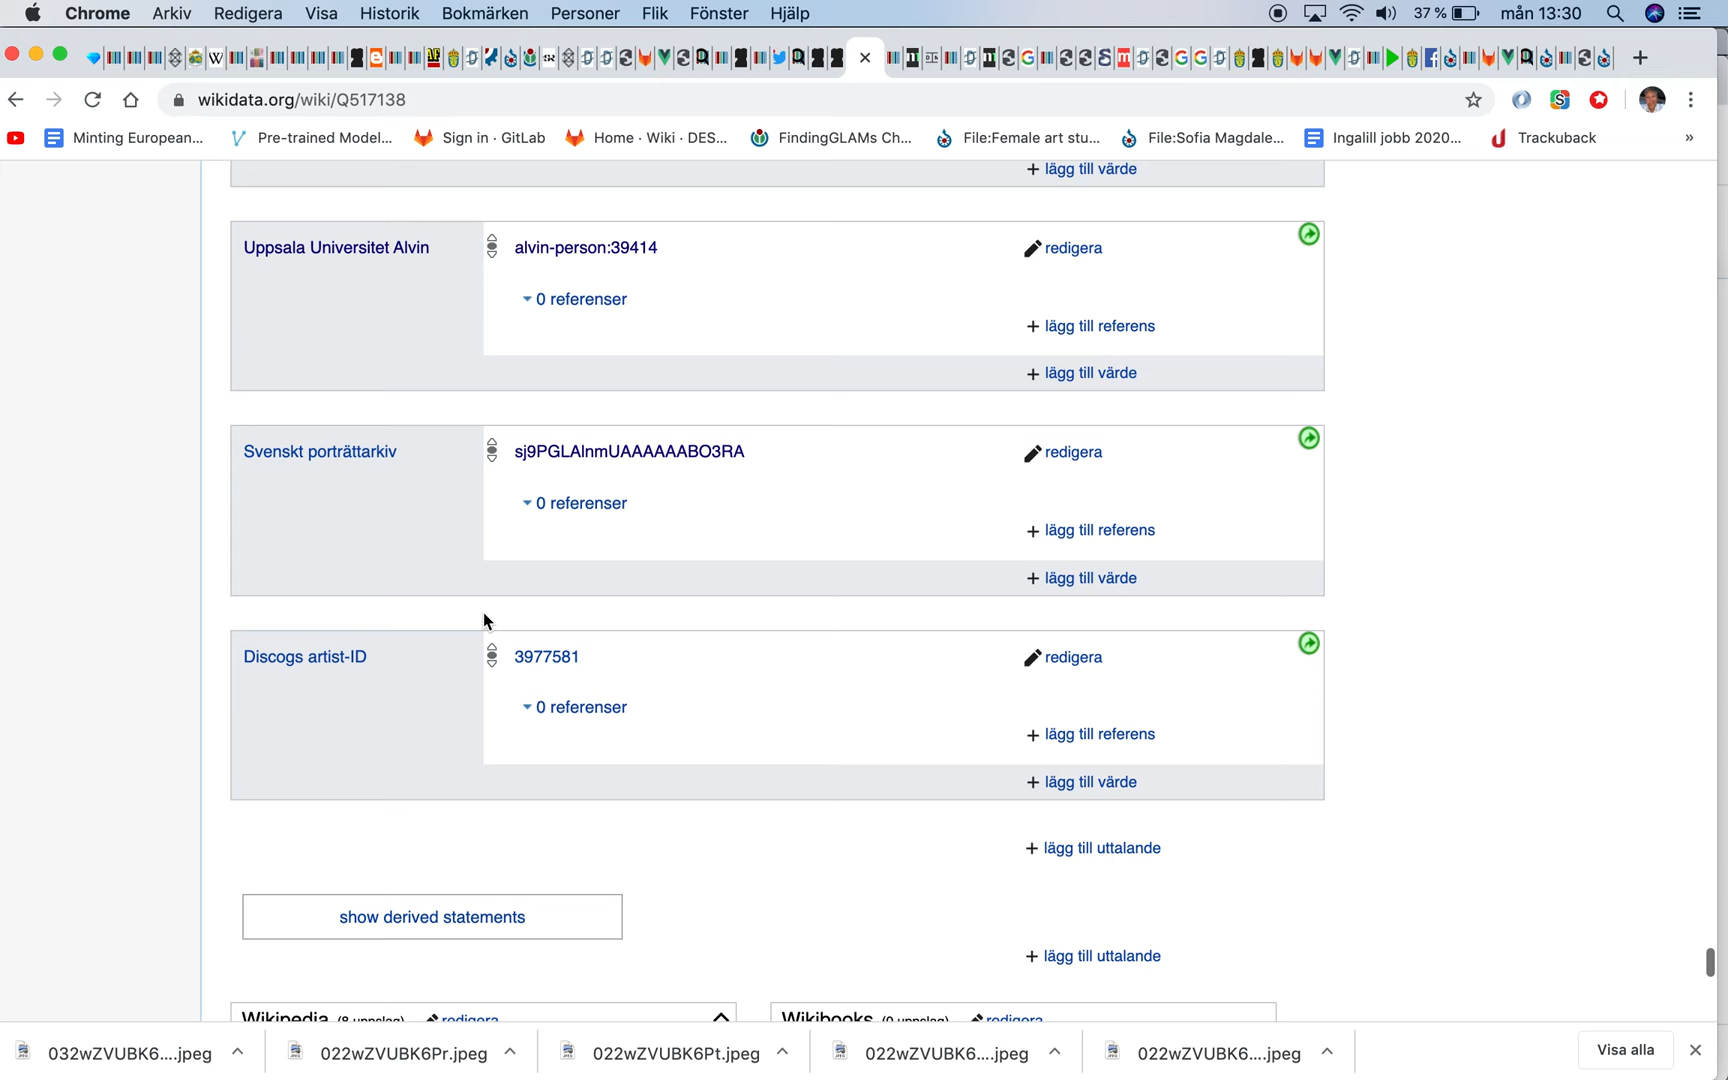 Chrome Arkiv Redigera Visa Historik Bokmärken Personer Flik Fönster Hjälp 37 % mån 13:30
wikidata.org/wiki/Q517138
Minting European... Pre-trained Model... Sign in · GitLab Home · Wiki · DES... FindingGLAMs Ch... File:Female art stu... File:Sofia Magdale... Ingalill jobb 2020... Trackuback »
+ lägg till värde
Uppsala Universitet Alvin alvin-person:39414 redigera
0 referenser
+ lägg till referens
+ lägg till värde
Svenskt porträttarkiv sj9PGLAlnmUAAAAAABO3RA redigera
0 referenser
+ lägg till referens
+ lägg till värde
Discogs artist-ID 3977581 redigera
0 referenser
+ lägg till referens
+ lägg till värde
+ lägg till uttalande
show derived statements
+ lägg till uttalande
Wikipedia (8 uppslag) redigera Wikibooks (0 uppslag) redigera
032wZVUBK6....jpeg 022wZVUBK6Pr.jpeg 022wZVUBK6Pt.jpeg 022wZVUBK6....jpeg 022wZVUBK6....jpeg Visa alla